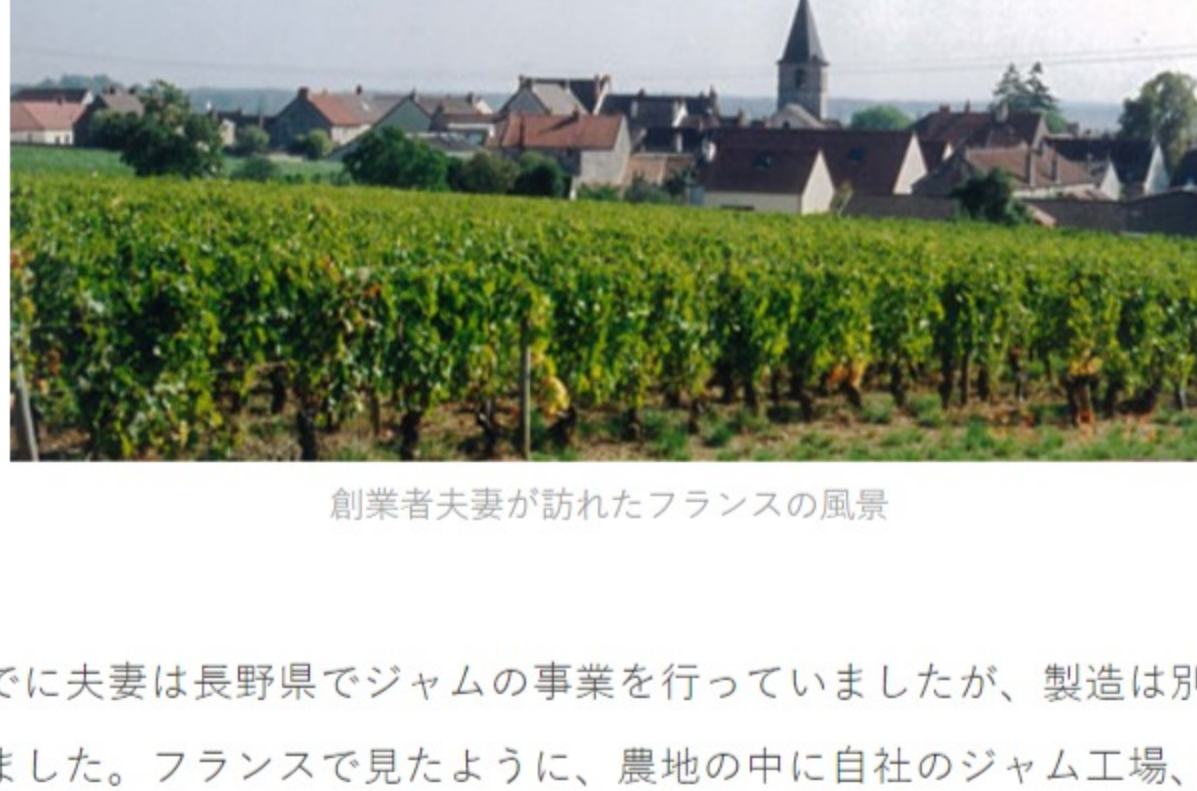 創業者夫妻が訪れたフランスの風景
でに夫妻は長野県でジャムの事業を行っていましたが、製造は別
ました。フランスで見たように、農地の中に自社のジャム工場、